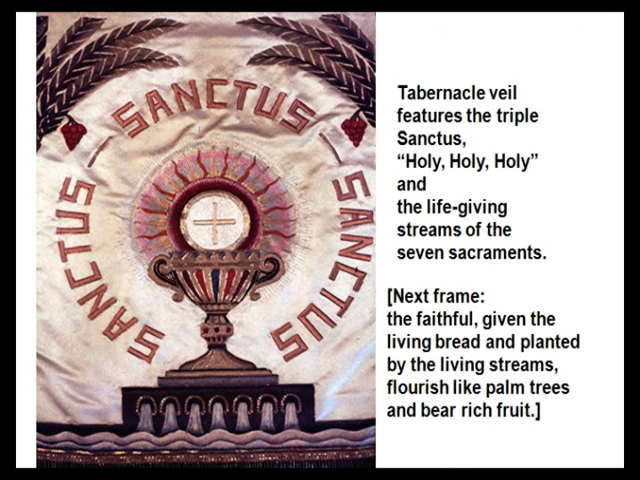 SANCTUS
SANCTUS
SANCTUS
Tabernacle veil
features the triple
Sanctus,
“Holy, Holy, Holy”
and
the life-giving
streams of the
seven sacraments.
[Next frame:
the faithful, given the
living bread and planted
by the living streams,
flourish like palm trees
and bear rich fruit.]